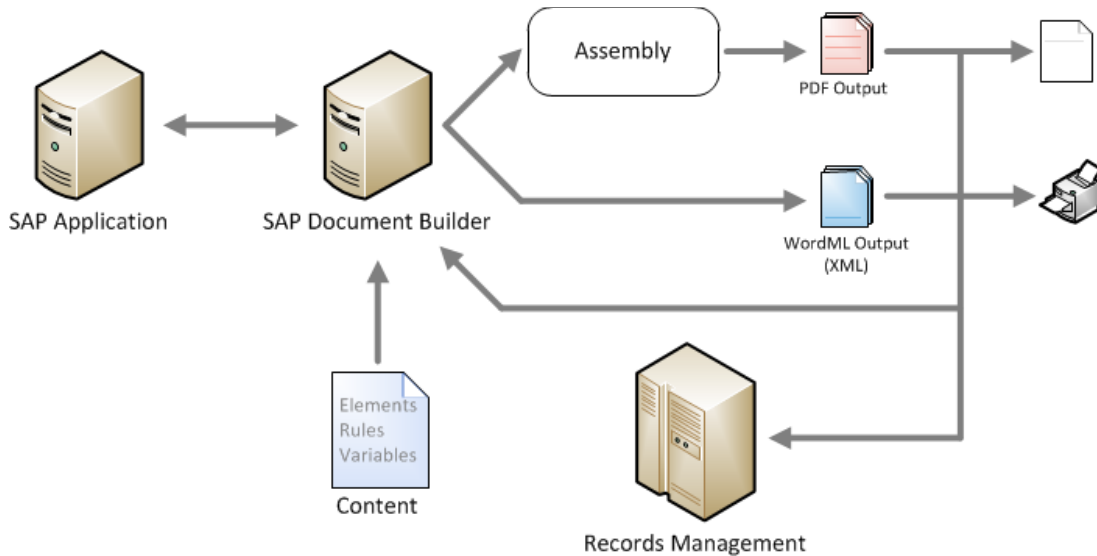 Assembly
PDF Output
SAP Application
SAP Document Builder
WordML Output
(XML)
Elements
Rules
Variables
Content
Records Management